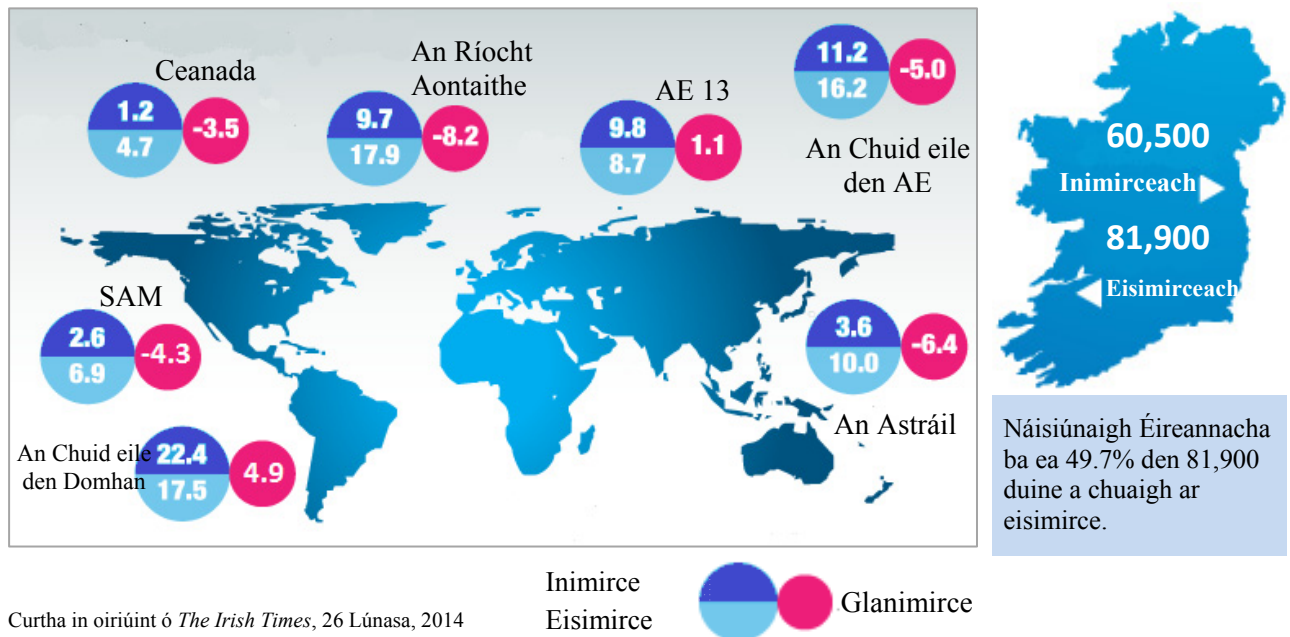 Ceanada
1.2
4.7
-3.5
An Ríocht
Aontaithe
9.7
17.9
-8.2
AE 13
9.8
8.7
1.1
11.2
16.2
-5.0
An Chuid eile
den AE
SAM
2.6
6.9
-4.3
3.6
10.0
-6.4
An Astráil
An Chuid eile
den Domhan
22.4
17.5
4.9
60,500
Inimirceach
81,900
Eisimirceach
Náisiúnaigh Éireannacha
ba ea 49.7% den 81,900
duine a chuaigh ar
eisimirce.
Inimirce
Eisimirce
Glanimirce
Curtha in oiriúint ó The Irish Times, 26 Lúnasa, 2014